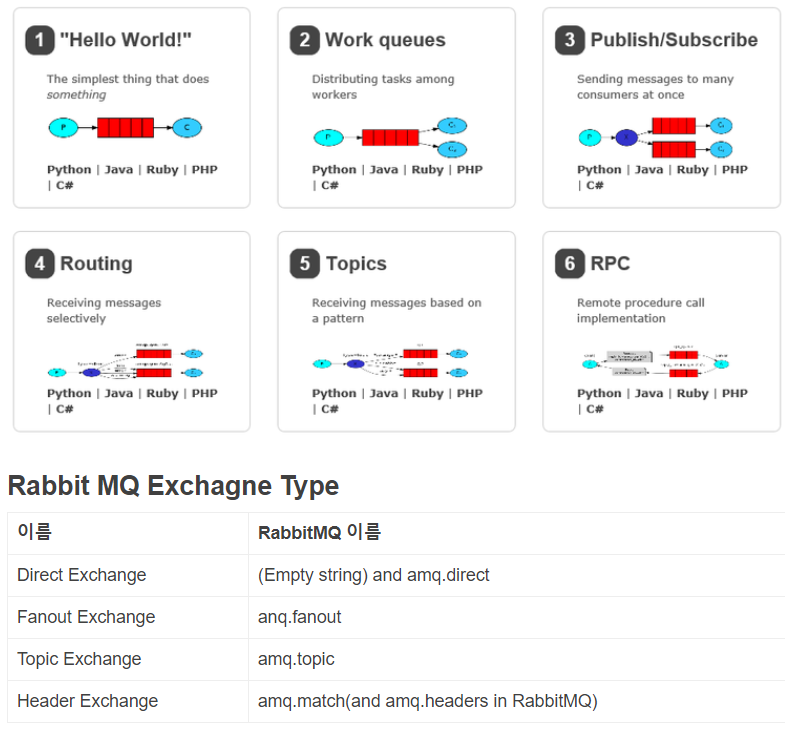 1 "Hello World!"
The simplest thing that does
something
P
C
Python | Java | Ruby | PHP
| C#
2 Work queues
Distributing tasks among
workers
P
C₁
C₂
Python | Java | Ruby | PHP
| C#
3 Publish/Subscribe
Sending messages to many
consumers at once
P
X
C₁
C₂
Python | Java | Ruby | PHP
| C#
4 Routing
Receiving messages
selectively
Python | Java | Ruby | PHP
| C#
5 Topics
Receiving messages based on
a pattern
Python | Java | Ruby | PHP
| C#
6 RPC
Remote procedure call
implementation
Python | Java | Ruby | PHP
| C#
Rabbit MQ Exchagne Type
이름 RabbitMQ 이름
Direct Exchange (Empty string) and amq.direct
Fanout Exchange anq.fanout
Topic Exchange amq.topic
Header Exchange amq.match(and amq.headers in RabbitMQ)